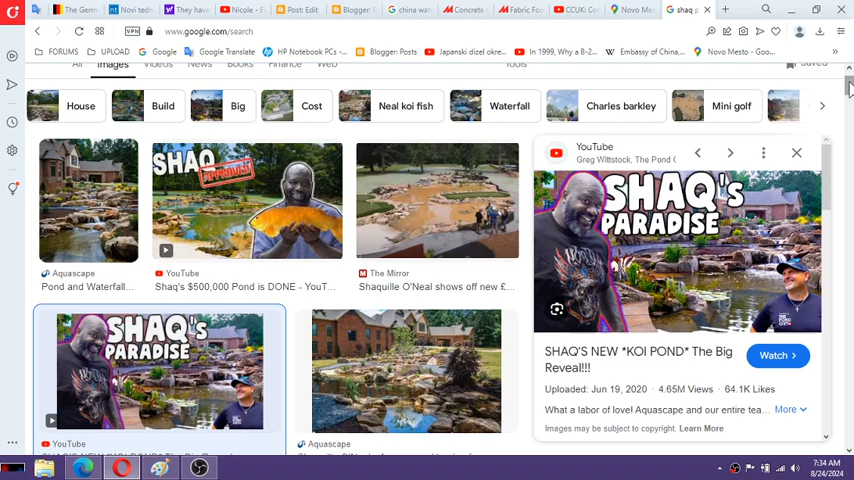 The Germ
Novi tedn
They have
Nicole - E
Post: Edit
Blogger: P
china wat
Concrete
Fabric For
CCUK: Co
Novo Mes
shaq p
VPN
www.google.com/search
FORUMS
UPLOAD
Google
Google Translate
HP Notebook PCs -...
Blogger: Posts
Japanski dizel okre...
In 1999, Why a 8-2...
Embassy of China,...
Novo Mesto - Goo...
Images
Videos
News
Books
Finance
Web
Tools
Saved
House
Build
Big
Cost
Neal koi fish
Waterfall
Charles barkley
Mini golf
SHAQ
APPROVED
Aquascape
Pond and Waterfall...
YouTube
Shaq's $500,000 Pond is DONE - YouT...
The Mirror
Shaquille O'Neal shows off new £...
YouTube
Greg Wittstock, The Pond G
SHAQ's
PARADISE
SHAQ'S NEW *KOI POND* The Big
Reveal!!!
Watch
Uploaded: Jun 19, 2020 · 4.65M Views · 64.1K Likes
What a labor of love! Aquascape and our entire tea...
More
Images may be subject to copyright. Learn More
SHAQ's
PARADISE
YouTube
Aquascape
7:34 AM
8/24/2024